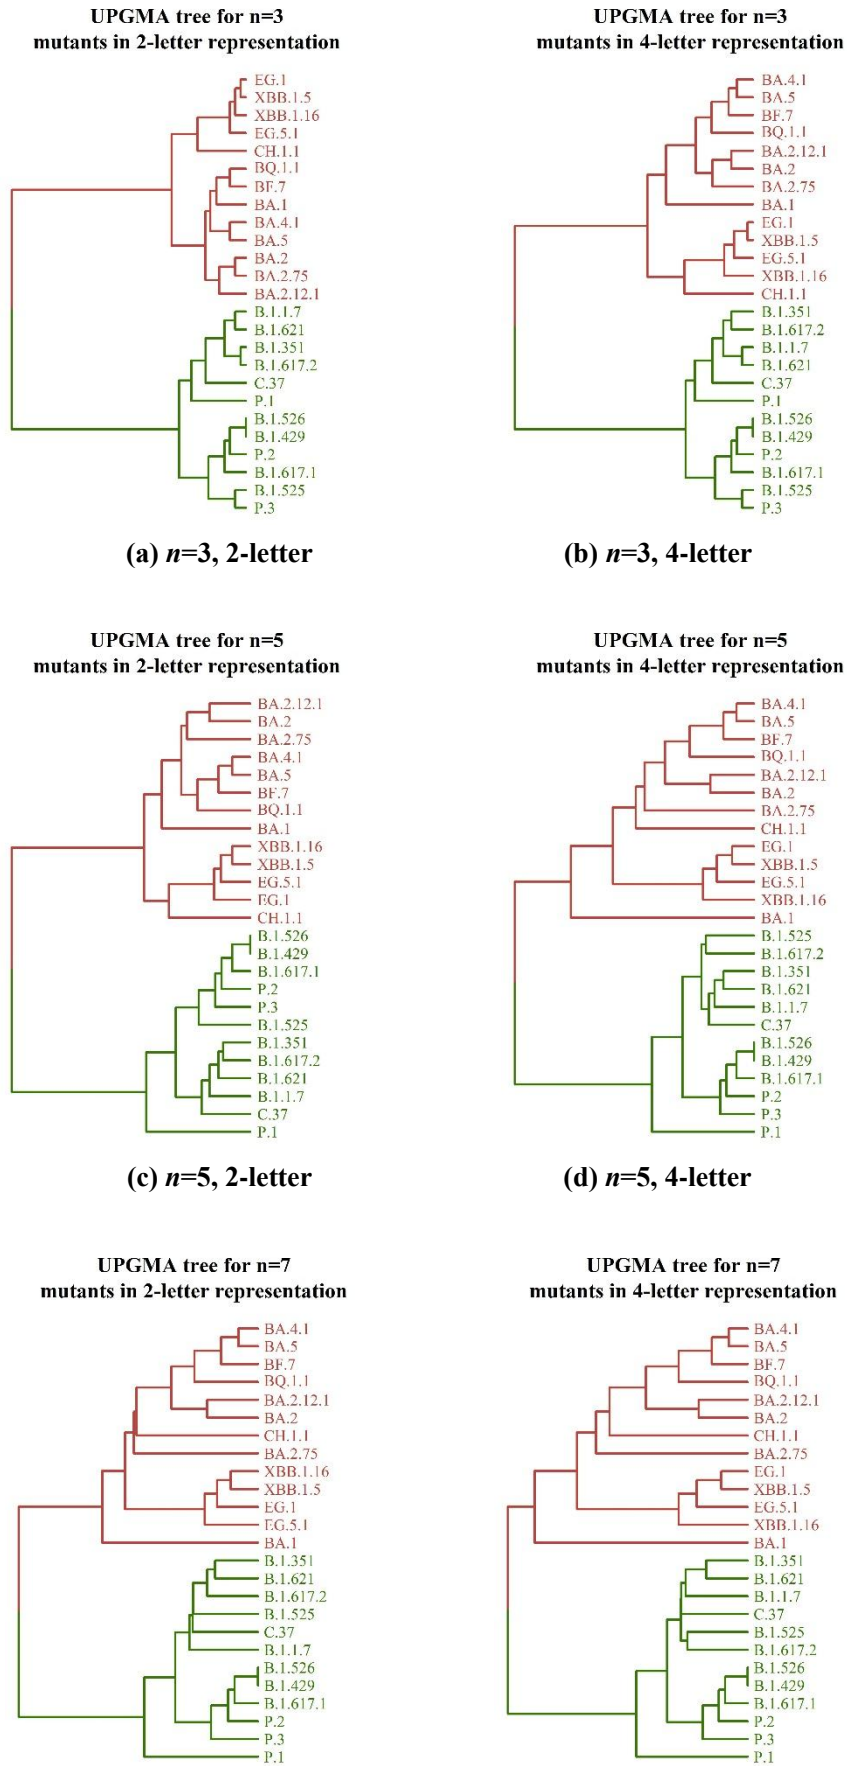 UPGMA tree for n=3
mutants in 2-letter representation
EG.1
XBB.1.5
XBB.1.16
EG.5.1
CH.1.1
BQ.1.1
BF.7
BA.1
BA.4.1
BA.5
BA.2
BA.2.75
BA.2.12.1
B.1.1.7
B.1.621
B.1.351
B.1.617.2
C.37
P.1
B.1.526
B.1.429
P.2
B.1.617.1
B.1.525
P.3
(a) n=3, 2-letter
UPGMA tree for n=3
mutants in 4-letter representation
BA.4.1
BA.5
BF.7
BQ.1.1
BA.2.12.1
BA.2
BA.2.75
BA.1
EG.1
XBB.1.5
EG.5.1
XBB.1.16
CH.1.1
B.1.351
B.1.617.2
B.1.1.7
B.1.621
C.37
P.1
B.1.526
B.1.429
P.2
B.1.617.1
B.1.525
P.3
(b) n=3, 4-letter
UPGMA tree for n=5
mutants in 2-letter representation
BA.2.12.1
BA.2
BA.2.75
BA.4.1
BA.5
BF.7
BQ.1.1
BA.1
XBB.1.16
XBB.1.5
EG.5.1
EG.1
CH.1.1
B.1.526
B.1.429
B.1.617.1
P.2
P.3
B.1.525
B.1.351
B.1.617.2
B.1.621
B.1.1.7
C.37
P.1
(c) n=5, 2-letter
UPGMA tree for n=5
mutants in 4-letter representation
BA.4.1
BA.5
BF.7
BQ.1.1
BA.2.12.1
BA.2
BA.2.75
CH.1.1
EG.1
XBB.1.5
EG.5.1
XBB.1.16
BA.1
B.1.525
B.1.617.2
B.1.351
B.1.621
B.1.1.7
C.37
B.1.526
B.1.429
B.1.617.1
P.2
P.3
P.1
(d) n=5, 4-letter
UPGMA tree for n=7
mutants in 2-letter representation
BA.4.1
BA.5
BF.7
BQ.1.1
BA.2.12.1
BA.2
CH.1.1
BA.2.75
XBB.1.16
XBB.1.5
EG.1
EG.5.1
BA.1
B.1.351
B.1.621
B.1.617.2
B.1.525
C.37
B.1.1.7
B.1.526
B.1.429
B.1.617.1
P.2
P.3
P.1
UPGMA tree for n=7
mutants in 4-letter representation
BA.4.1
BA.5
BF.7
BQ.1.1
BA.2.12.1
BA.2
CH.1.1
BA.2.75
EG.1
XBB.1.5
EG.5.1
XBB.1.16
BA.1
B.1.351
B.1.621
B.1.1.7
C.37
B.1.525
B.1.617.2
B.1.526
B.1.429
B.1.617.1
P.2
P.3
P.1